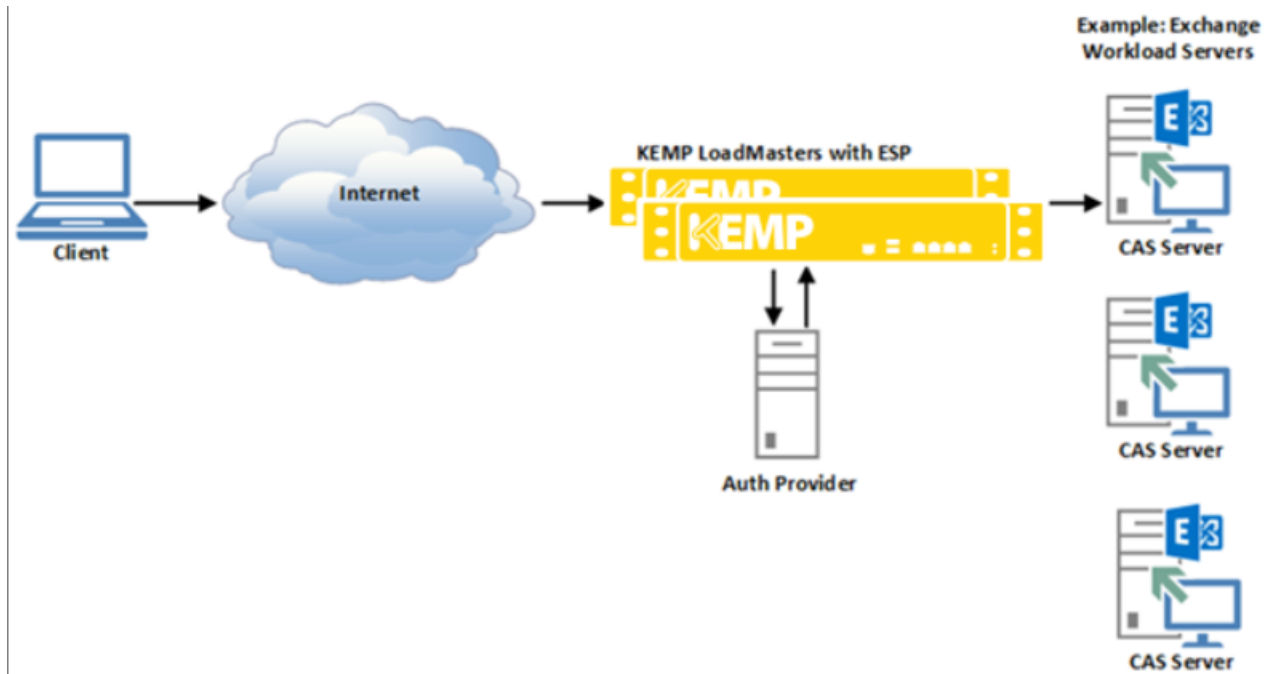 Example: Exchange
Workload Servers
KEMP LoadMasters with ESP
Internet
Client
KEMP
KEMP
E
CAS Server
E
CAS Server
Auth Provider
E
CAS Server